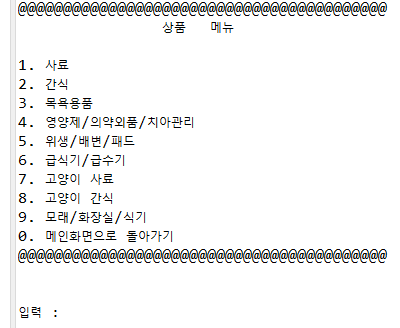 @@@@@@@@@@@@@@@@@@@@@@@@@@@@@@@@@@@@@@@@@
상품 메뉴
1. 사료
2. 간식
3. 목욕용품
4. 영양제/의약외품/치아관리
5. 위생/배변/패드
6. 급식기/급수기
7. 고양이 사료
8. 고양이 간식
9. 모래/화장실/식기
0. 메인화면으로 돌아가기
@@@@@@@@@@@@@@@@@@@@@@@@@@@@@@@@@@@@@@@@@
입력 :